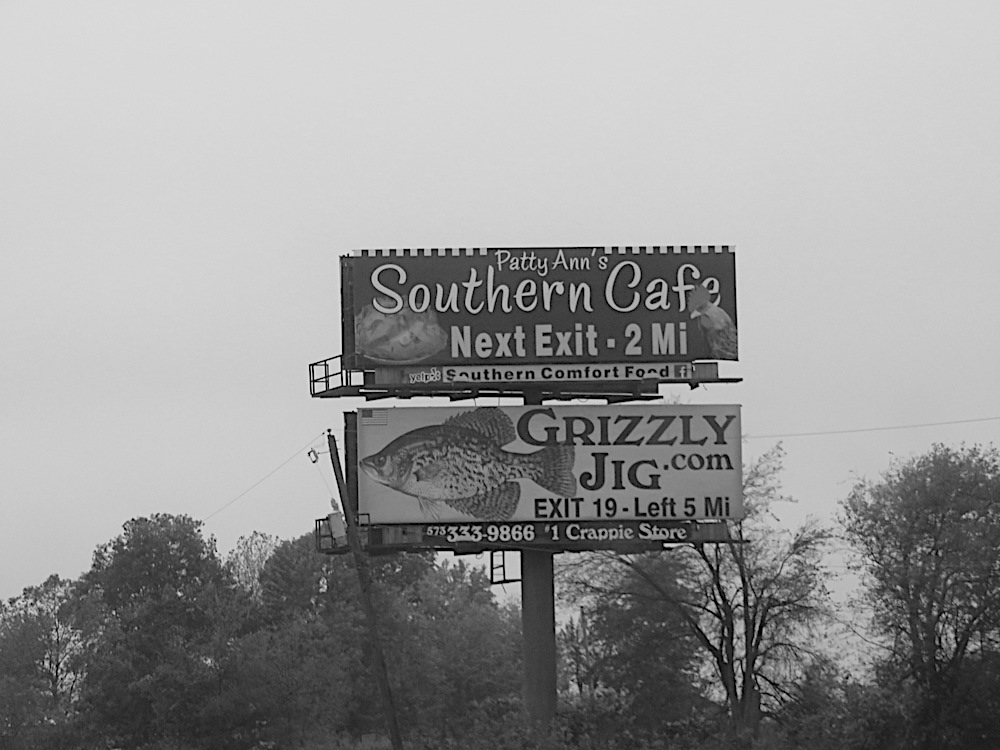 Patty Ann's
Southern Cafe
Next Exit - 2 Mi
yelp Southern Comfort Food f
GRIZZLY
JIG.com
EXIT 19 - Left 5 Mi
573 333-9866 #1 Crappie Store